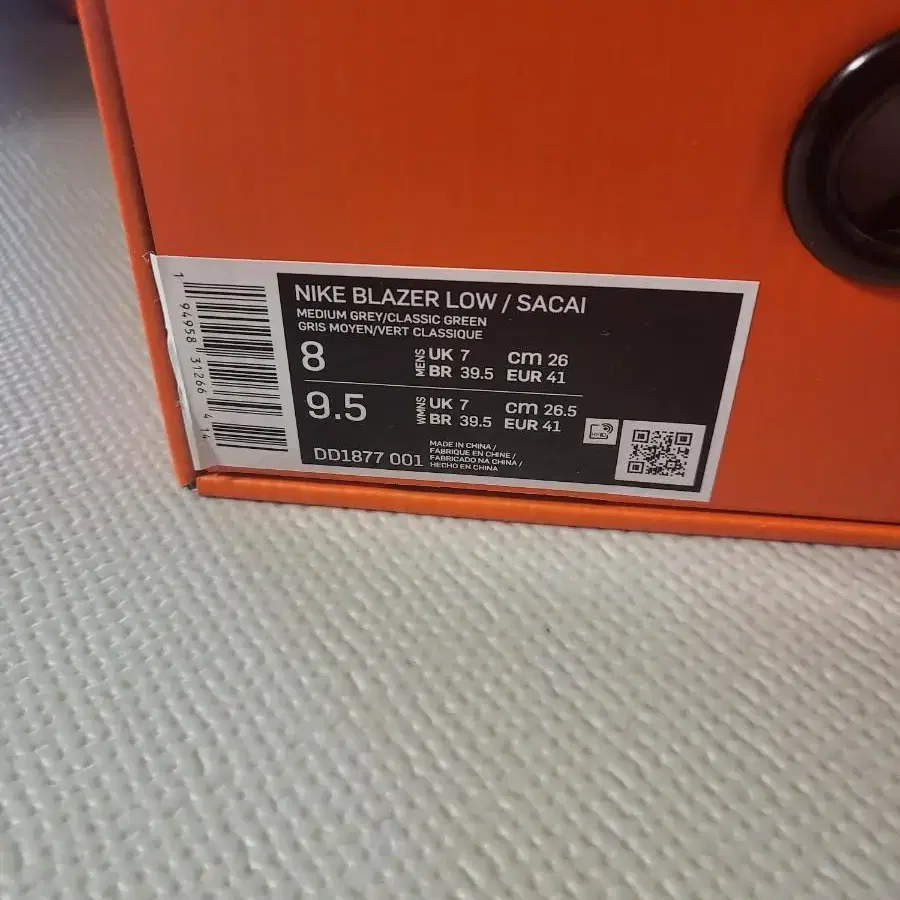 NIKE BLAZER LOW / SACAI
MEDIUM GREY/CLASSIC GREEN
GRIS MOYEN/VERT CLASSIQUE
8 MENS UK 7 cm 26
BR 39.5 EUR 41
9.5 WMNS UK 7 cm 26.5
BR 39.5 EUR 41
DD1877 001
MADE IN CHINA /
FABRIQUE EN CHINE /
FABRICADO NA CHINA /
HECHO EN CHINA
1 94958 31266 4 14